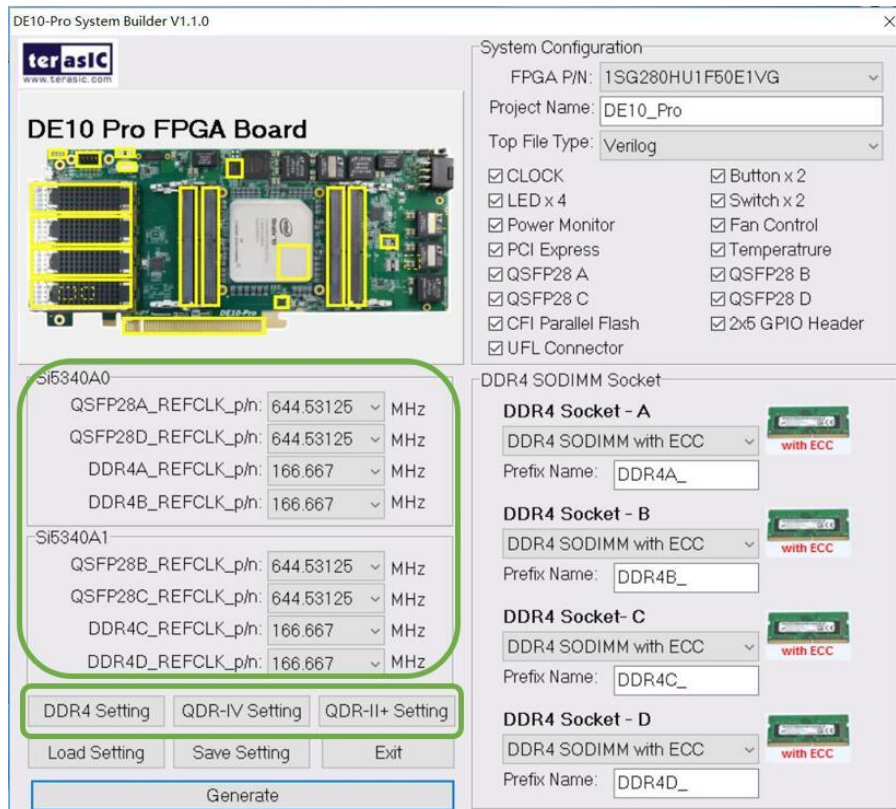 DE10-Pro System Builder V1.1.0
terasIC
www.terasic.com
DE10 Pro FPGA Board
DE10-Pro
System Configuration
FPGA P/N: 1SG280HU1F50E1VG
Project Name: DE10_Pro
Top File Type: Verilog
CLOCK Button x 2
LED x 4 Switch x 2
Power Monitor Fan Control
PCI Express Temperatrure
QSFP28 A QSFP28 B
QSFP28 C QSFP28 D
CFI Parallel Flash 2x5 GPIO Header
UFL Connector
Si5340A0
QSFP28A_REFCLK_p/n: 644.53125 MHz
QSFP28D_REFCLK_p/n: 644.53125 MHz
DDR4A_REFCLK_p/n: 166.667 MHz
DDR4B_REFCLK_p/n: 166.667 MHz
Si5340A1
QSFP28B_REFCLK_p/n: 644.53125 MHz
QSFP28C_REFCLK_p/n: 644.53125 MHz
DDR4C_REFCLK_p/n: 166.667 MHz
DDR4D_REFCLK_p/n: 166.667 MHz
DDR4 Setting QDR-IV Setting QDR-II+ Setting
Load Setting Save Setting Exit
Generate
DDR4 SODIMM Socket
DDR4 Socket - A
DDR4 SODIMM with ECC
with ECC
Prefix Name: DDR4A_
DDR4 Socket - B
DDR4 SODIMM with ECC
with ECC
Prefix Name: DDR4B_
DDR4 Socket- C
DDR4 SODIMM with ECC
with ECC
Prefix Name: DDR4C_
DDR4 Socket - D
DDR4 SODIMM with ECC
with ECC
Prefix Name: DDR4D_